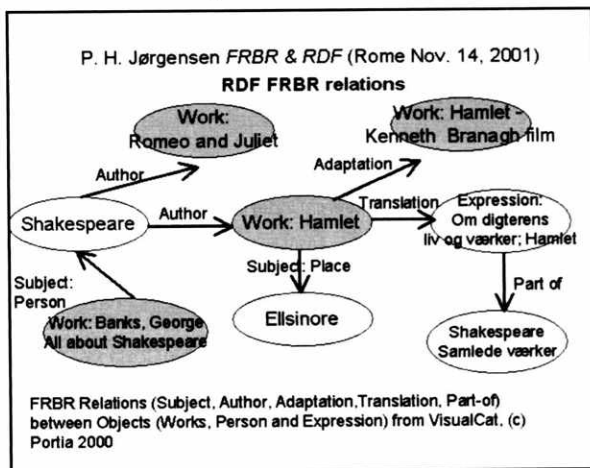 P. H. Jørgensen FRBR & RDF (Rome Nov. 14, 2001)
RDF FRBR relations
Work:
Romeo and Juliet
Work: Hamlet -
Kenneth Branagh film
Author
Adaptation
Shakespeare
Author
Work: Hamlet
Translation
Expression:
Om digterens
liv og værker; Hamlet
Subject:
Person
Subject: Place
Part of
Work: Banks, George
All about Shakespeare
Ellsinore
Shakespeare
Samlede værker
FRBR Relations (Subject, Author, Adaptation,Translation, Part-of)
between Objects (Works, Person and Expression) from VisualCat, (c)
Portia 2000